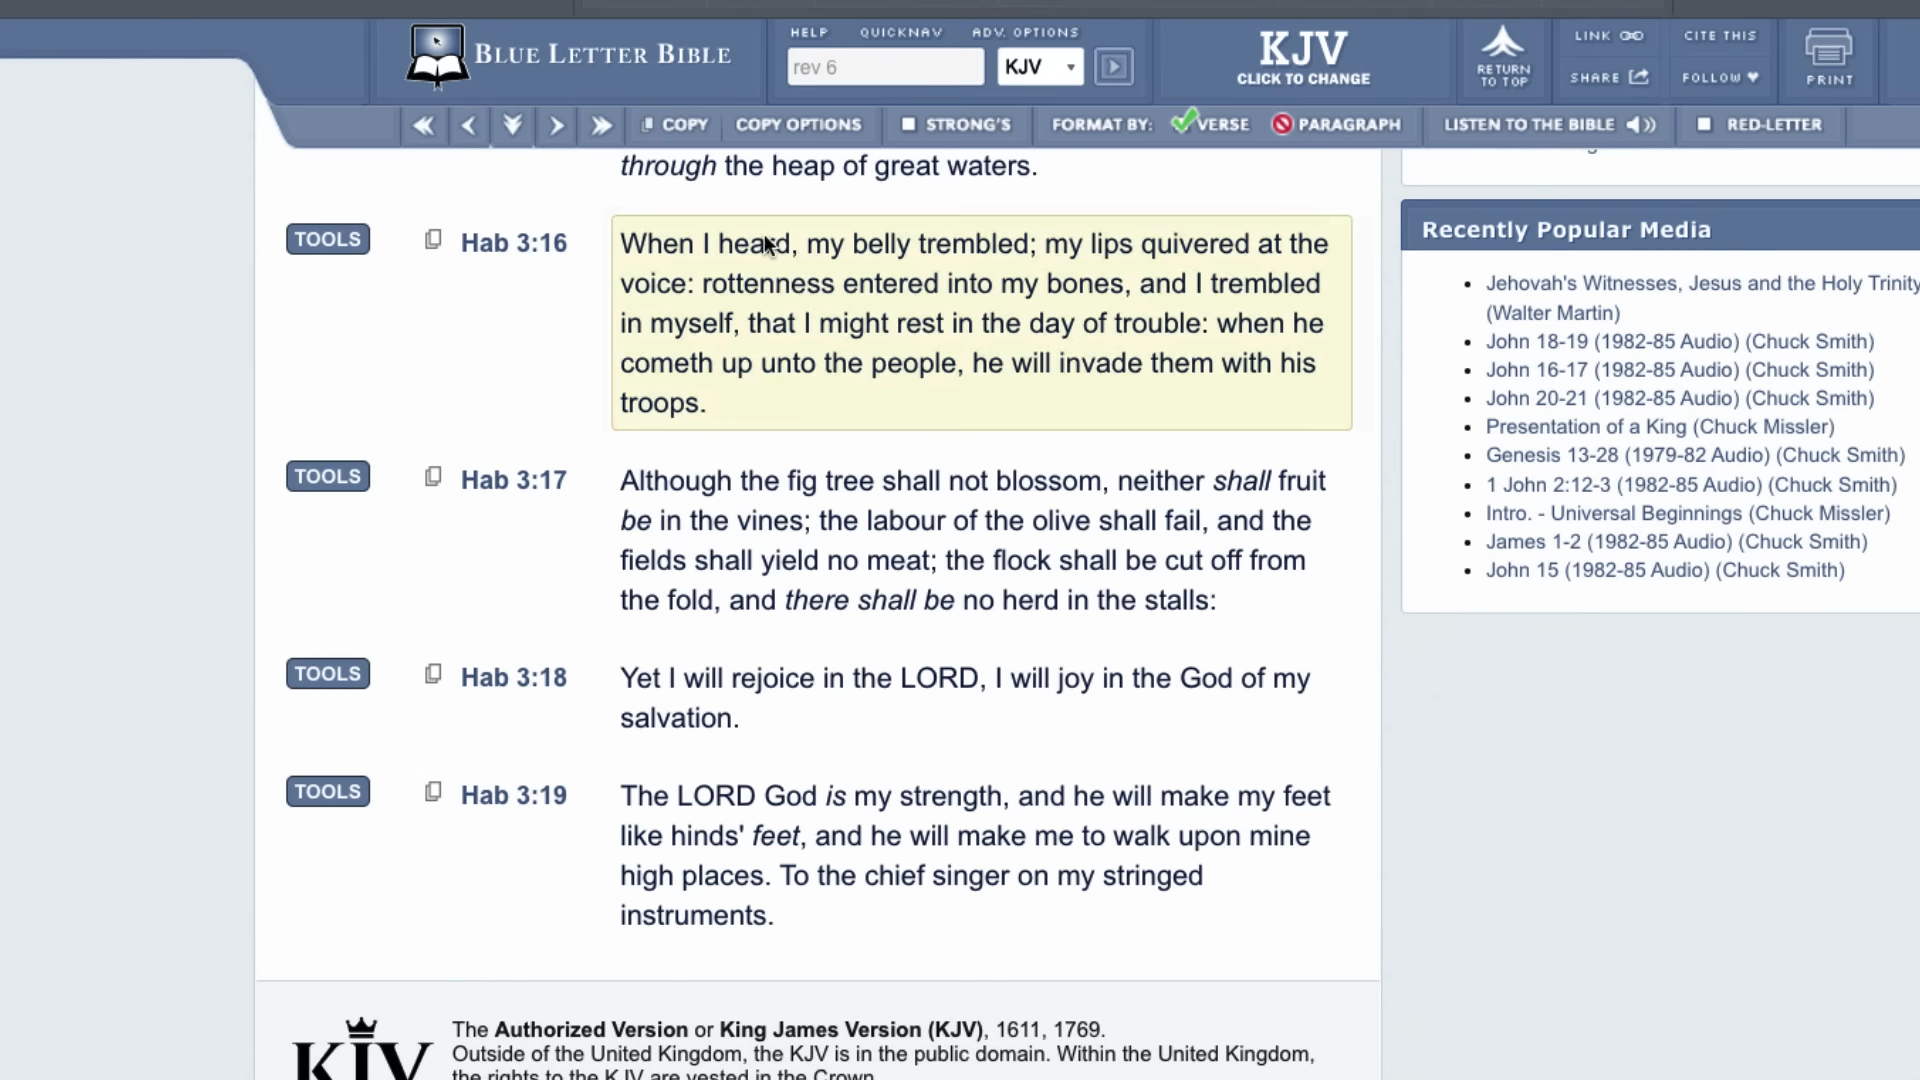 HELP QUICKNAV ADV. OPTIONS
BLUE LETTER BIBLE
rev 6
KJV
KJV
CLICK TO CHANGE
RETURN
TO TOP
LINK
SHARE
CITE THIS
FOLLOW
PRINT
COPY COPY OPTIONS STRONG'S FORMAT BY: VERSE PARAGRAPH LISTEN TO THE BIBLE RED-LETTER
through the heap of great waters.
TOOLS Hab 3:16 When I heard, my belly trembled; my lips quivered at the
voice: rottenness entered into my bones, and I trembled
in myself, that I might rest in the day of trouble: when he
cometh up unto the people, he will invade them with his
troops.
TOOLS Hab 3:17 Although the fig tree shall not blossom, neither shall fruit
be in the vines; the labour of the olive shall fail, and the
fields shall yield no meat; the flock shall be cut off from
the fold, and there shall be no herd in the stalls:
TOOLS Hab 3:18 Yet I will rejoice in the LORD, I will joy in the God of my
salvation.
TOOLS Hab 3:19 The LORD God is my strength, and he will make my feet
like hinds' feet, and he will make me to walk upon mine
high places. To the chief singer on my stringed
instruments.
KJV
The Authorized Version or King James Version (KJV), 1611, 1769.
Outside of the United Kingdom, the KJV is in the public domain. Within the United Kingdom,
the rights to the KJV are vested in the Crown.
Recently Popular Media
Jehovah's Witnesses, Jesus and the Holy Trinity
(Walter Martin)
John 18-19 (1982-85 Audio) (Chuck Smith)
John 16-17 (1982-85 Audio) (Chuck Smith)
John 20-21 (1982-85 Audio) (Chuck Smith)
Presentation of a King (Chuck Missler)
Genesis 13-28 (1979-82 Audio) (Chuck Smith)
1 John 2:12-3 (1982-85 Audio) (Chuck Smith)
Intro. - Universal Beginnings (Chuck Missler)
James 1-2 (1982-85 Audio) (Chuck Smith)
John 15 (1982-85 Audio) (Chuck Smith)